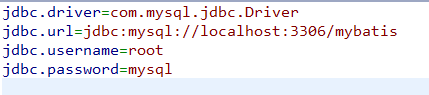 jdbc.driver=com.mysql.jdbc.Driver
jdbc.url=jdbc:mysql://localhost:3306/mybatis
jdbc.username=root
jdbc.password=mysql